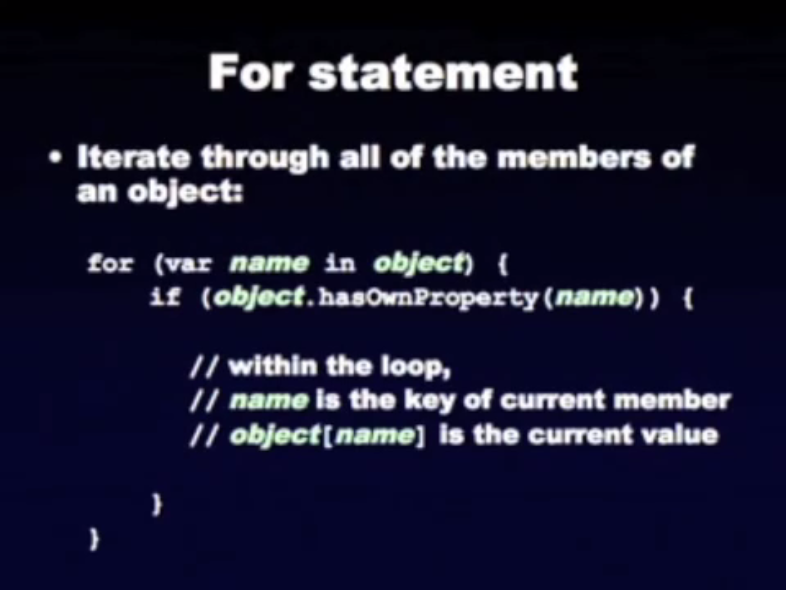 For statement
• Iterate through all of the members of
an object:
for (var name in object) {
if (object.hasOwnProperty(name)) {
// within the loop,
// name is the key of current member
// object[name] is the current value
}
}